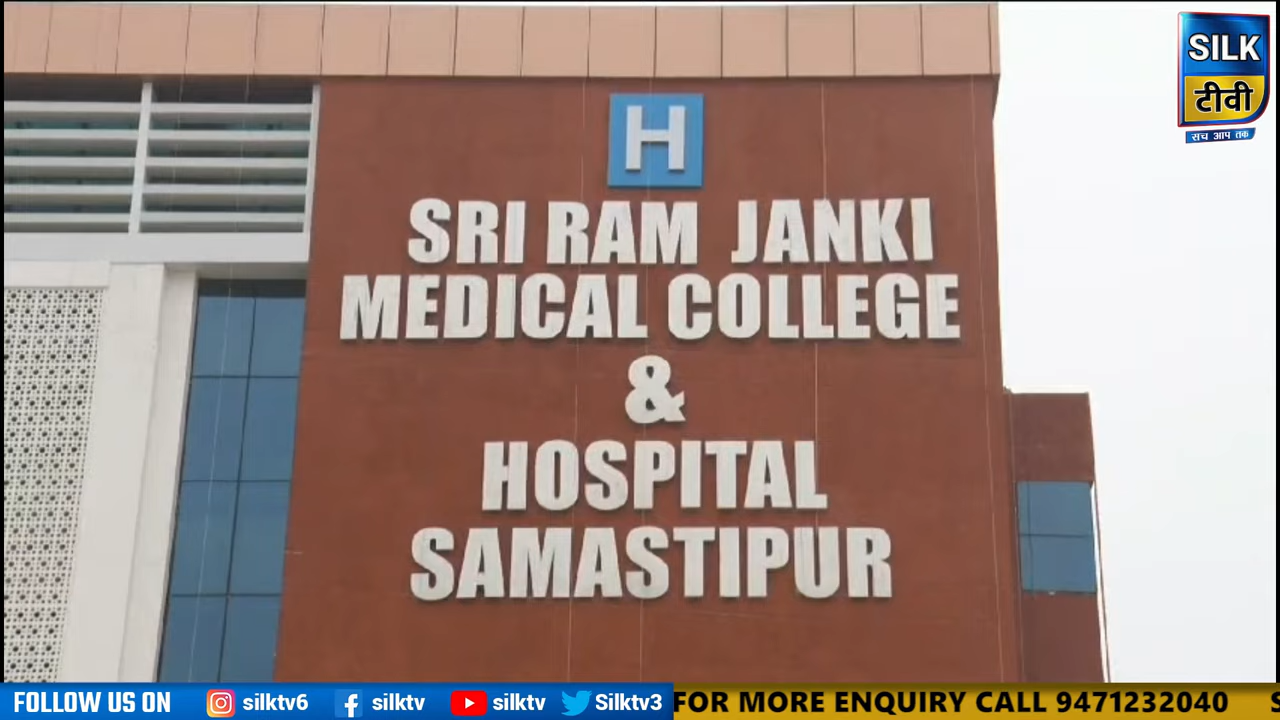 SILK
टीवी
सच आप तक
H
SRI RAM JANKI
MEDICAL COLLEGE
&
HOSPITAL
SAMASTIPUR
FOLLOW US ON silktv6 silktv silktv Silktv3 FOR MORE ENQUIRY CALL 9471232040 S